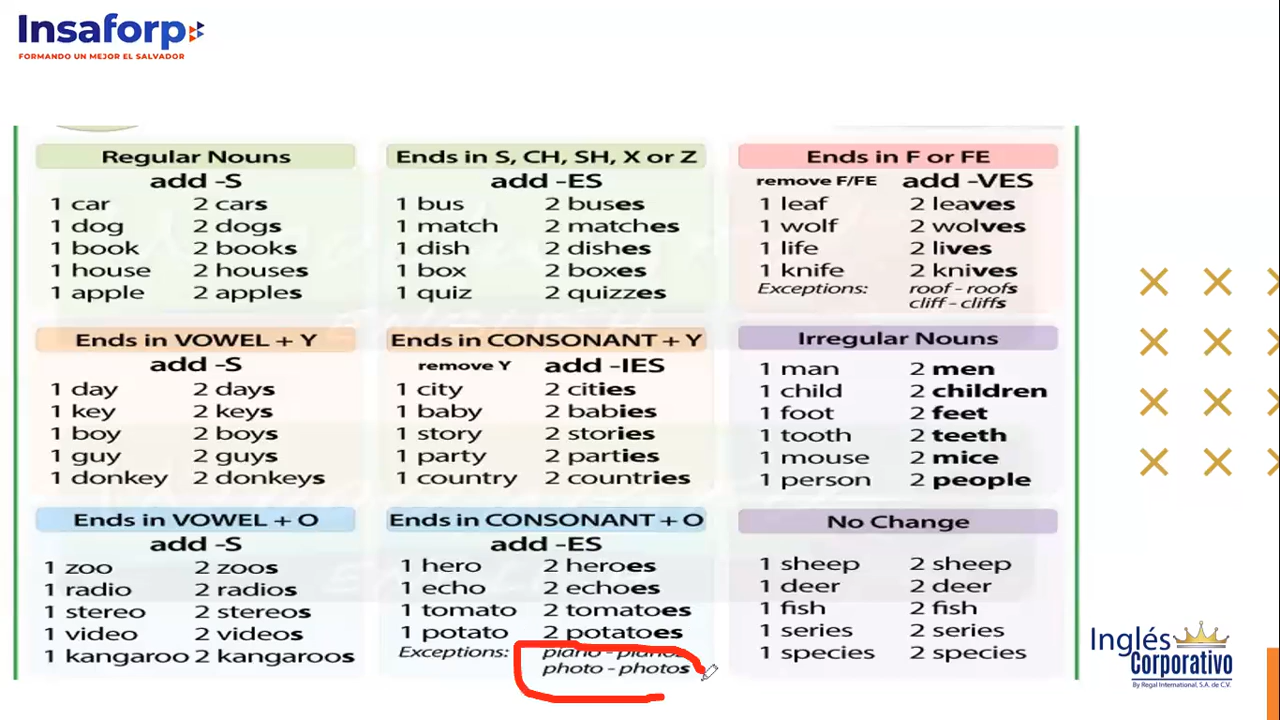 Insaforp
FORMANDO UN MEJOR EL SALVADOR
Regular Nouns
add -S
1 car 2 cars
1 dog 2 dogs
1 book 2 books
1 house 2 houses
1 apple 2 apples
Ends in S, CH, SH, X or Z
add -ES
1 bus 2 buses
1 match 2 matches
1 dish 2 dishes
1 box 2 boxes
1 quiz 2 quizzes
Ends in F or FE
remove F/FE add -VES
1 leaf 2 leaves
1 wolf 2 wolves
1 life 2 lives
1 knife 2 knives
Exceptions: roof - roofs
cliff - cliffs
Ends in VOWEL + Y
add -S
1 day 2 days
1 key 2 keys
1 boy 2 boys
1 guy 2 guys
1 donkey 2 donkeys
Ends in CONSONANT + Y
remove Y add -IES
1 city 2 cities
1 baby 2 babies
1 story 2 stories
1 party 2 parties
1 country 2 countries
Irregular Nouns
1 man 2 men
1 child 2 children
1 foot 2 feet
1 tooth 2 teeth
1 mouse 2 mice
1 person 2 people
Ends in VOWEL + O
add -S
1 zoo 2 zoos
1 radio 2 radios
1 stereo 2 stereos
1 video 2 videos
1 kangaroo 2 kangaroos
Ends in CONSONANT + O
add -ES
1 hero 2 heroes
1 echo 2 echoes
1 tomato 2 tomatoes
1 potato 2 potatoes
Exceptions: piano - pianos
photo - photos
No Change
1 sheep 2 sheep
1 deer 2 deer
1 fish 2 fish
1 series 2 series
1 species 2 species
Inglés
Corporativo
By Regal International, S.A. de C.V.